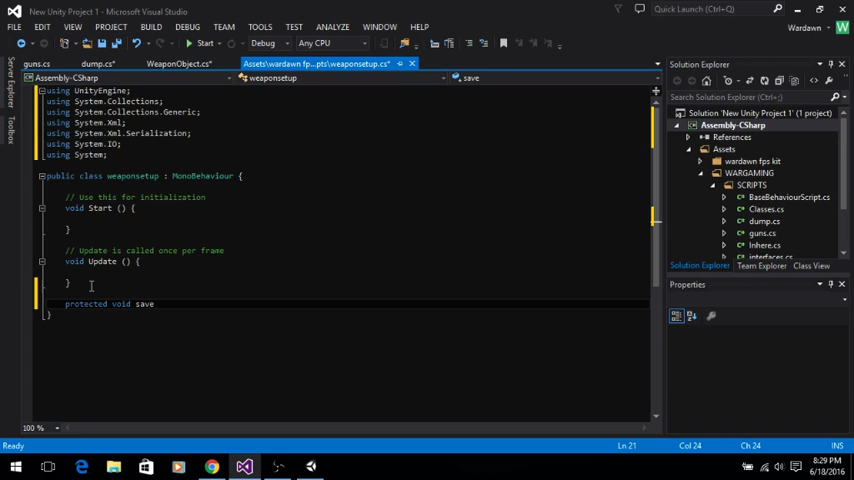 New Unity Project 1 - Microsoft Visual Studio
Quick Launch (Ctrl+Q)
FILE EDIT VIEW PROJECT BUILD DEBUG TEAM TOOLS TEST ANALYZE WINDOW HELP
Wardawn
Start Debug Any CPU
guns.cs dump.cs* WeaponObject.cs* Assets\wardawn fp...pts\weaponsetup.cs*
Assembly-CSharp weaponsetup save
Server Explorer
Toolbox
using UnityEngine;
using System.Collections;
using System.Collections.Generic;
using System.Xml;
using System.Xml.Serialization;
using System.IO;
using System;
public class weaponsetup : MonoBehaviour {
// Use this for initialization
void Start () {
}
// Update is called once per frame
void Update () {
}
protected void save
}
100 %
Solution Explorer
Search Solution Explorer (Ctrl+;)
Solution 'New Unity Project 1' (1 project)
Assembly-CSharp
References
Assets
wardawn fps kit
WARGAMING
SCRIPTS
BaseBehaviourScript.cs
Classes.cs
dump.cs
guns.cs
Inhere.cs
interfaces.cs
Solution Explorer Team Explorer Class View
Properties
Ready Ln 21 Col 24 Ch 24 INS
8:29 PM
6/18/2016